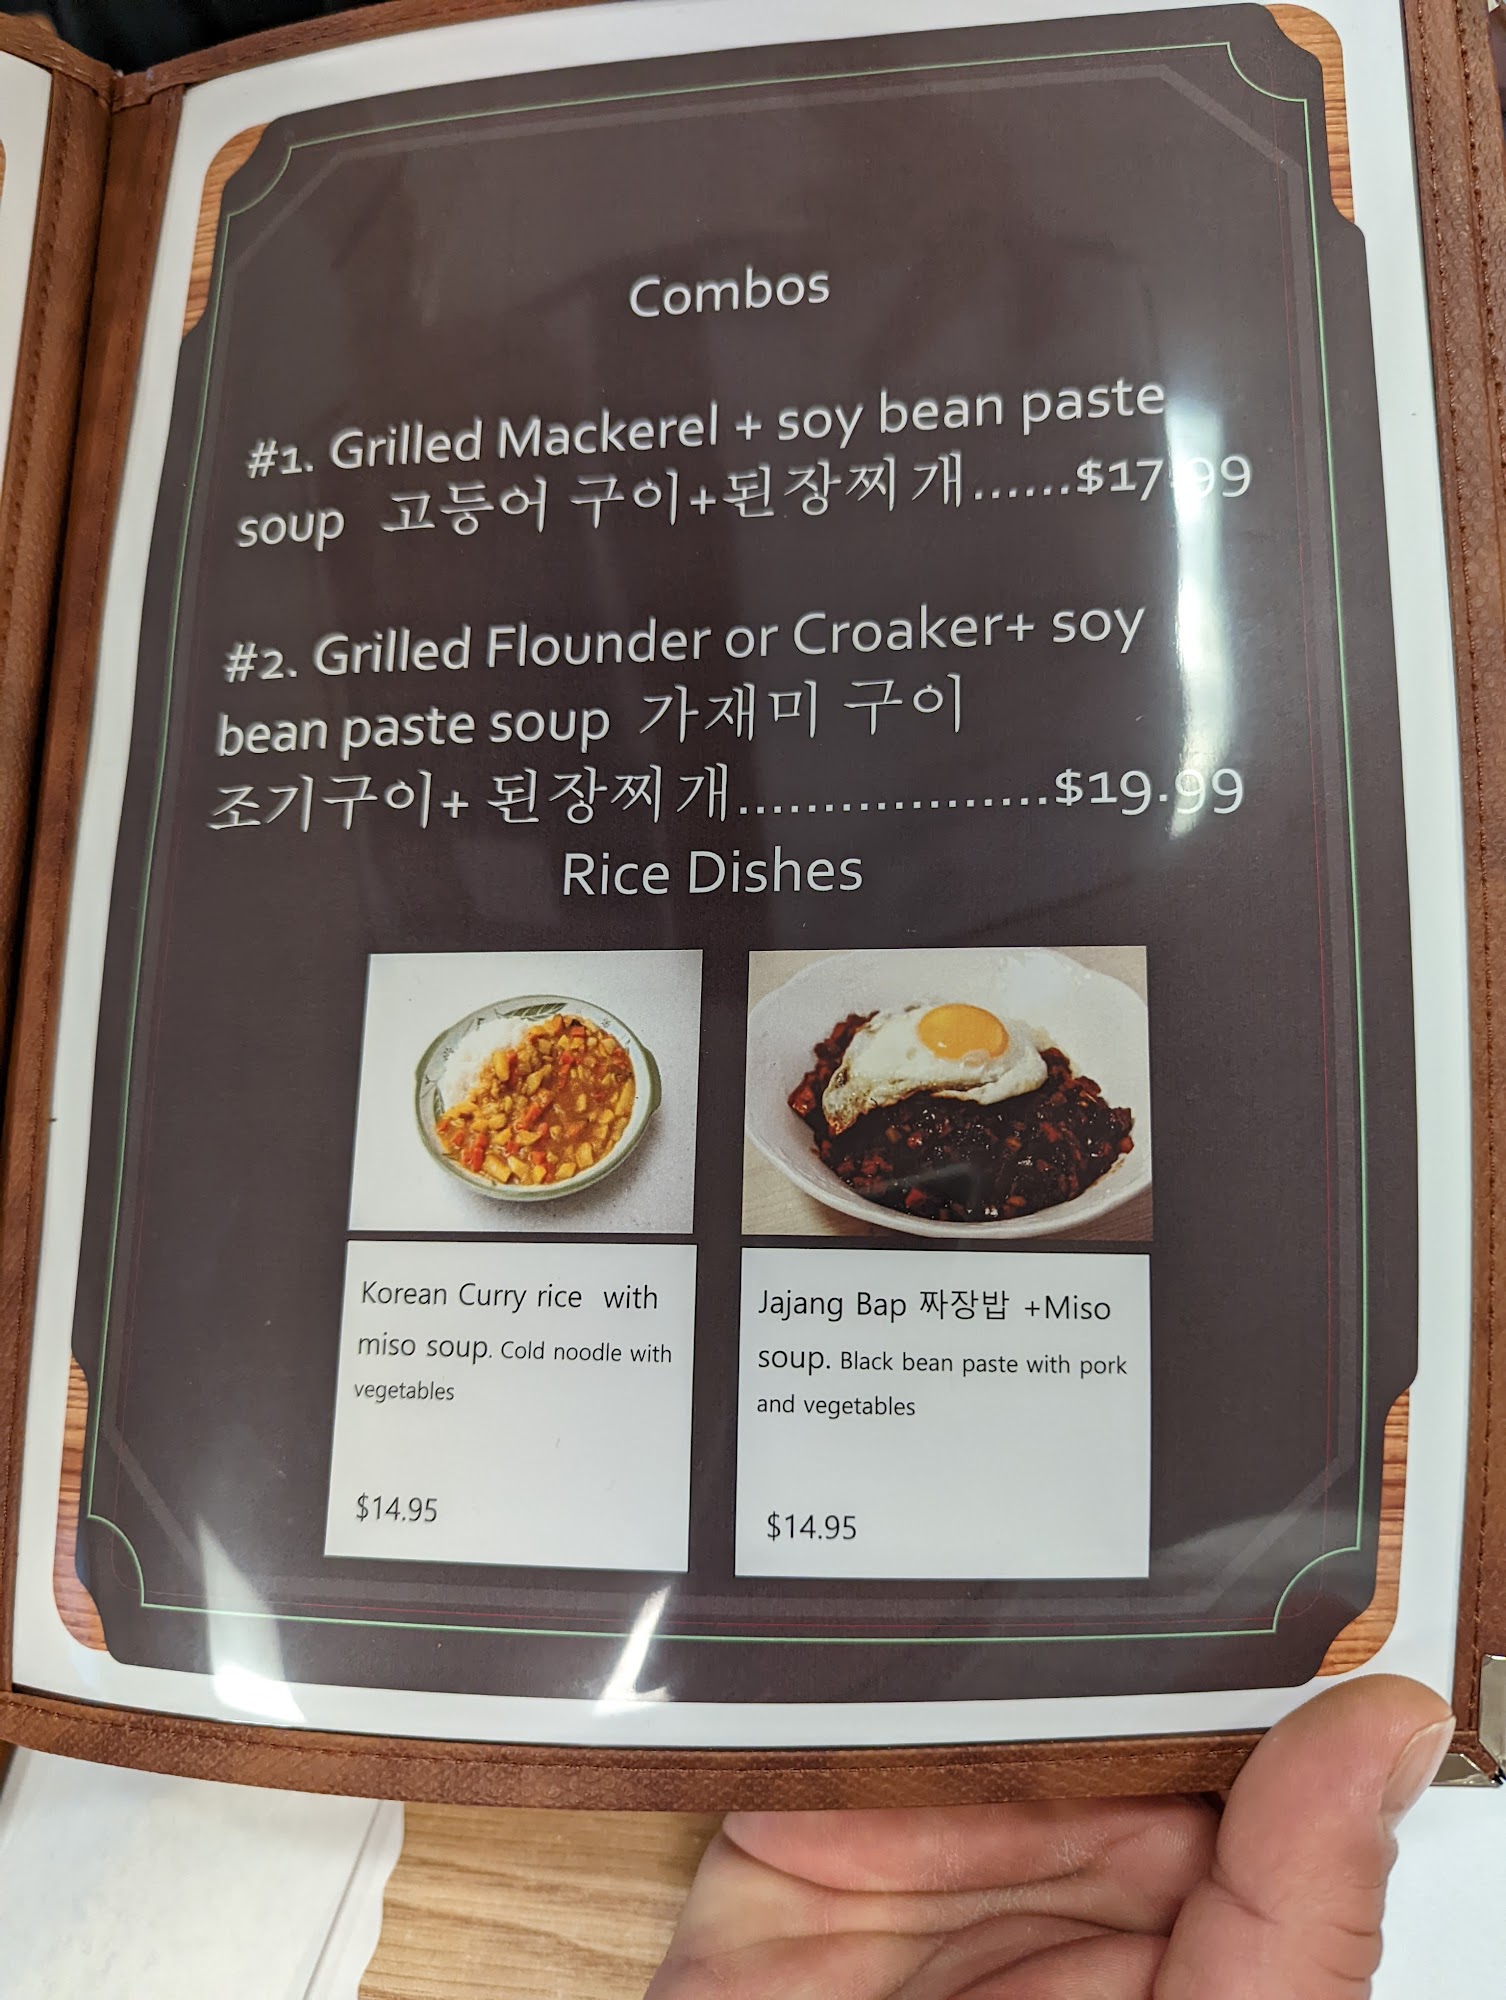 Combos
#1. Grilled Mackerel + soy bean paste
soup 고등어 구이+된장찌개......$17.99
#2. Grilled Flounder or Croaker+ soy
bean paste soup 가재미 구이
조기구이+ 된장찌개..................$19.99
Rice Dishes
Korean Curry rice with
miso soup. Cold noodle with
vegetables
$14.95
Jajang Bap 짜장밥 +Miso
soup. Black bean paste with pork
and vegetables
$14.95